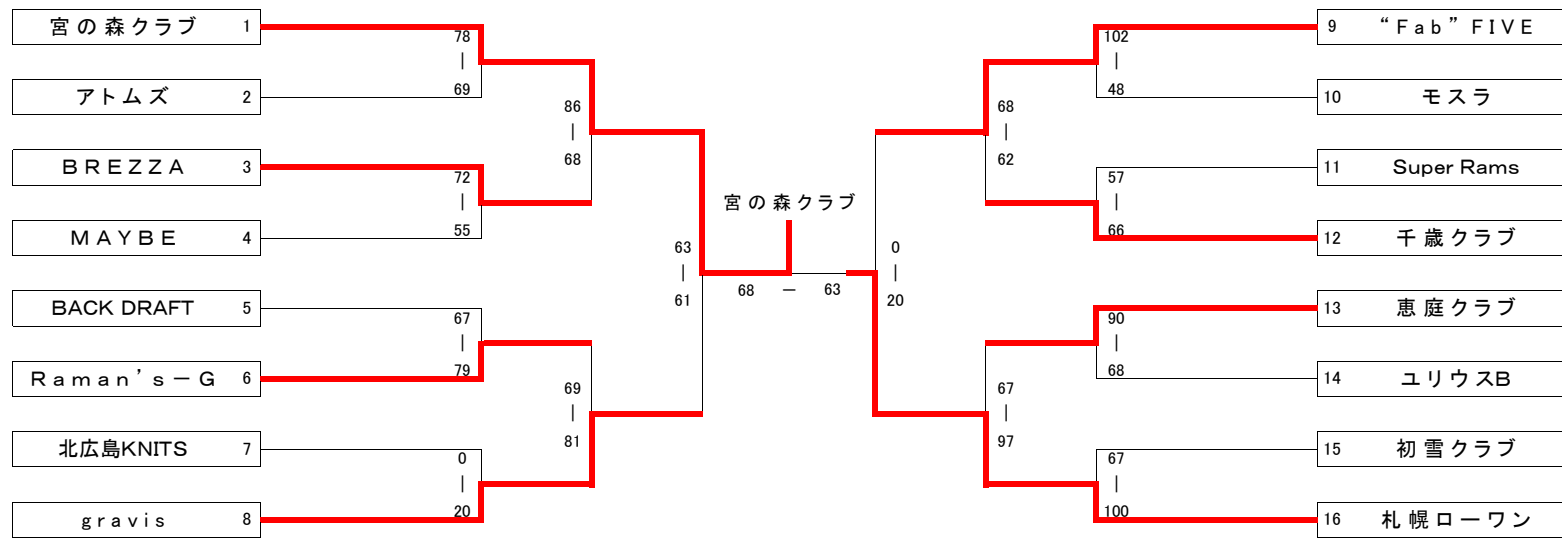 宮の森クラブ 1
78
|
69
アトムズ 2
86
|
68
BREZZA 3
72
|
55
MAYBE 4
63
|
61
BACK DRAFT 5
67
|
79
Raman's－G 6
69
|
81
北広島KNITS 7
0
|
20
gravis 8
宮の森クラブ
68 － 63
9 “Fab”FIVE
102
|
48
10 モスラ
68
|
62
11 Super Rams
57
|
66
12 千歳クラブ
0
|
20
13 恵庭クラブ
90
|
68
14 ユリウスB
67
|
97
15 初雪クラブ
67
|
100
16 札幌ローワン